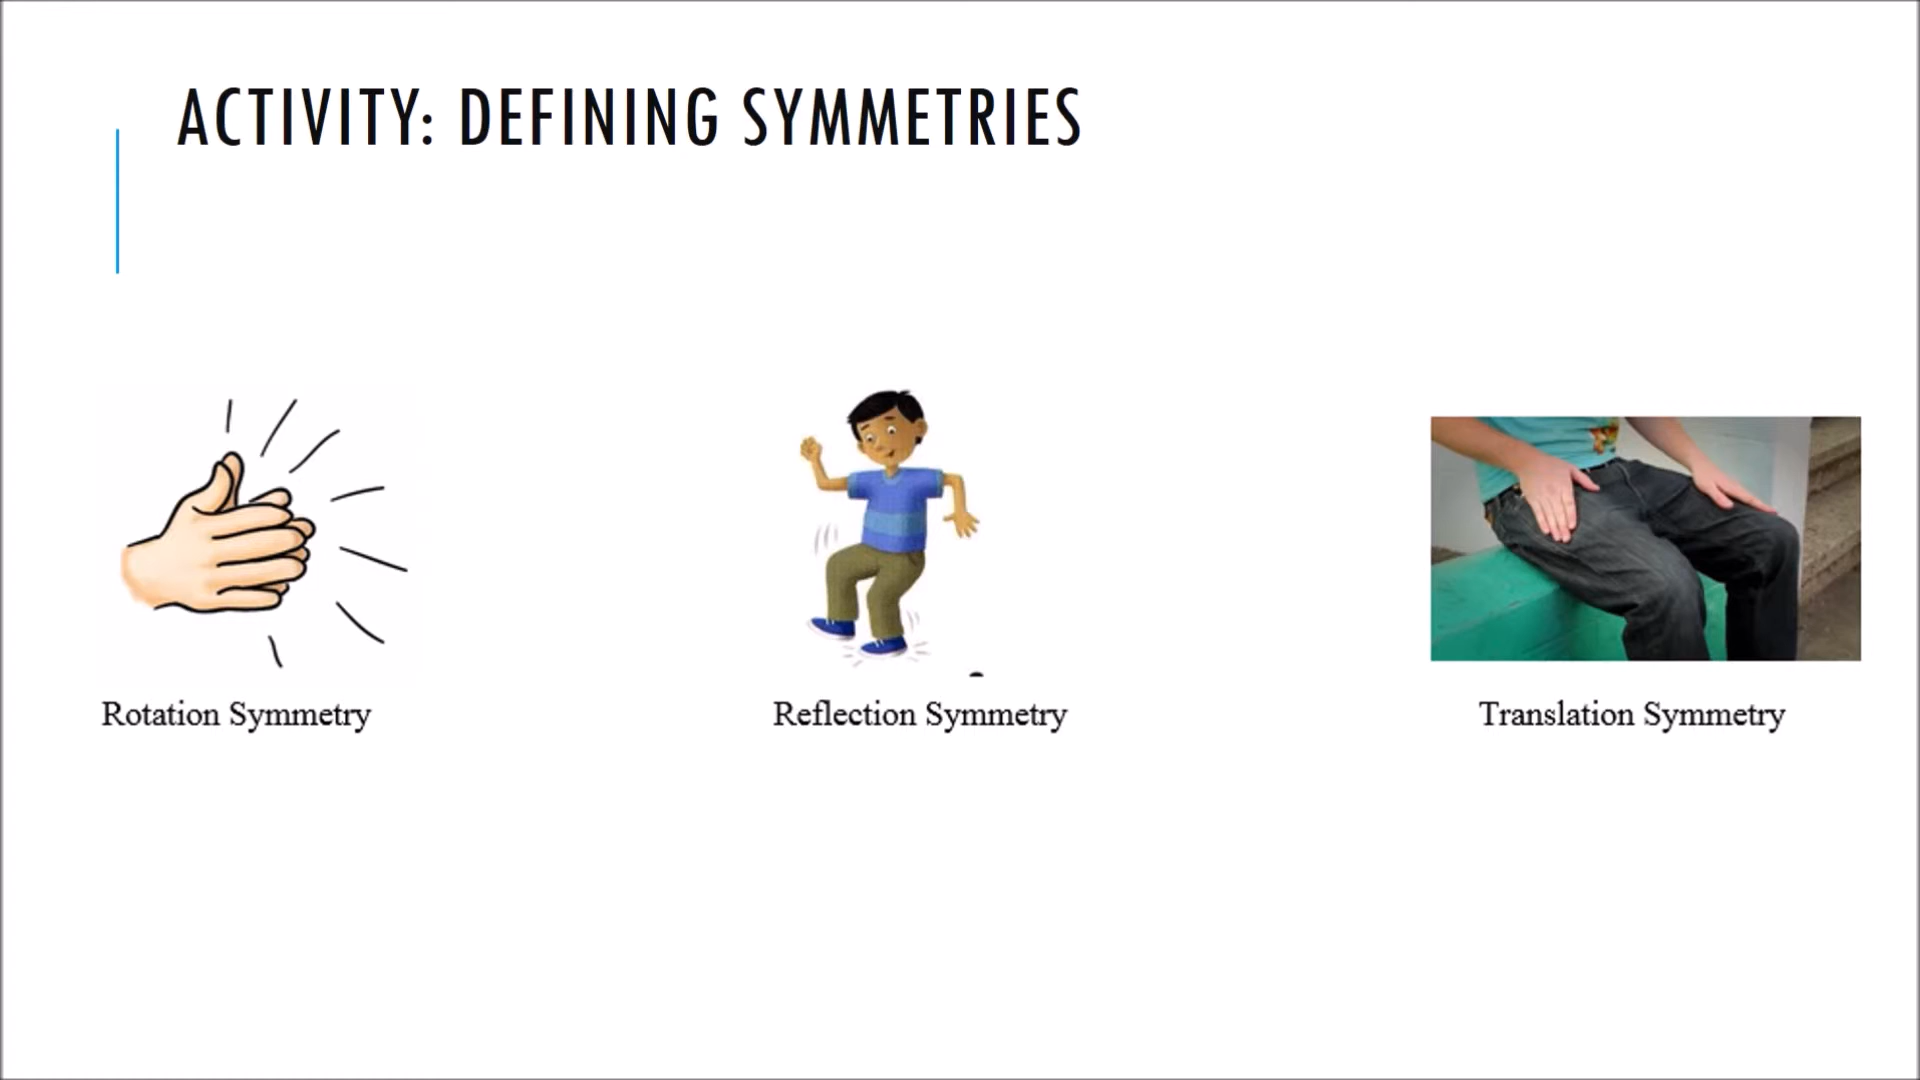 ACTIVITY: DEFINING SYMMETRIES
Rotation Symmetry
Reflection Symmetry
Translation Symmetry